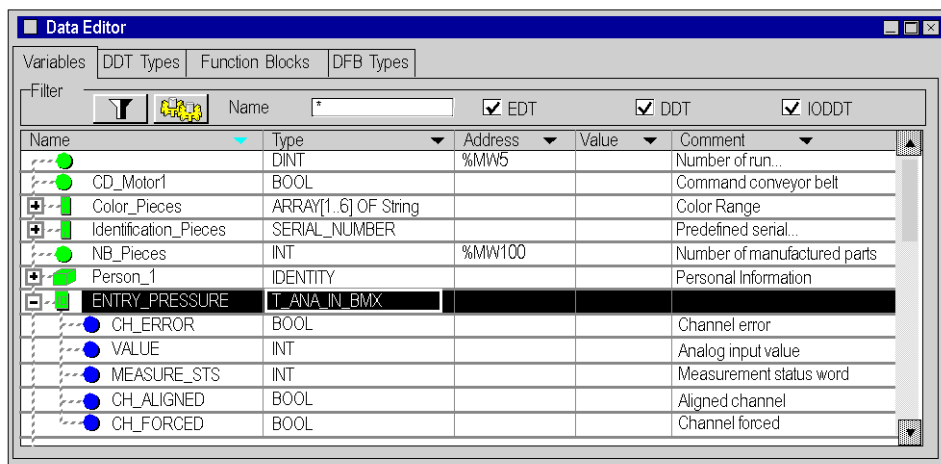 Data Editor
Variables DDT Types Function Blocks DFB Types
Filter
Name * EDT DDT IODDT
Name Type Address Value Comment
DINT %MW5 Number of run...
CD_Motor1 BOOL Command conveyor belt
Color_Pieces ARRAY[1..6] OF String Color Range
Identification_Pieces SERIAL_NUMBER Predefined serial...
NB_Pieces INT %MW100 Number of manufactured parts
Person_1 IDENTITY Personal Information
ENTRY_PRESSURE T_ANA_IN_BMX
CH_ERROR BOOL Channel error
VALUE INT Analog input value
MEASURE_STS INT Measurement status word
CH_ALIGNED BOOL Aligned channel
CH_FORCED BOOL Channel forced